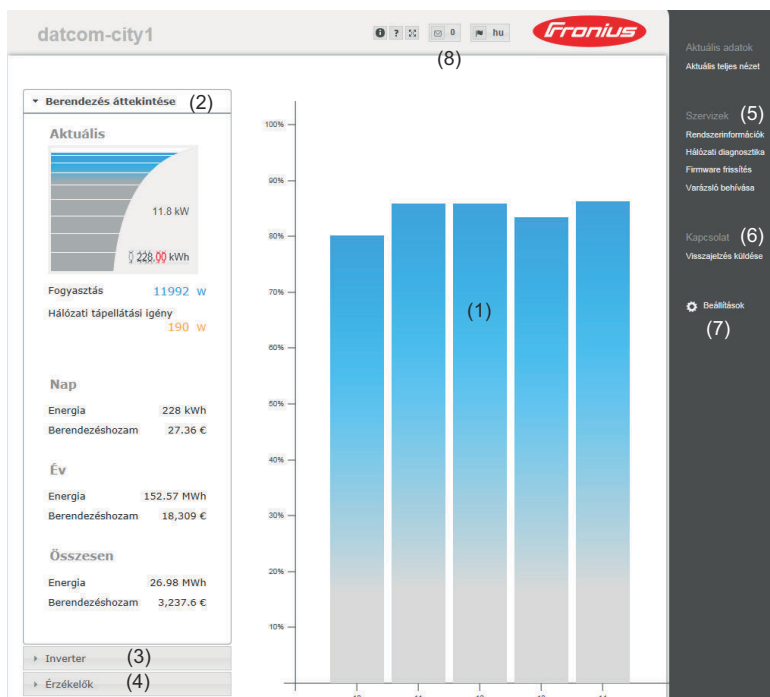 datcom-city1
i ? 0 hu
Fronius
(8)
Berendezés áttekintése (2)
Aktuális
11.8 kW
228.00 kWh
Fogyasztás 11992 W
Hálózati tápellátási igény
190 W
Nap
Energia 228 kWh
Berendezéshozam 27.36 €
Év
Energia 152.57 MWh
Berendezéshozam 18,309 €
Összesen
Energia 26.98 MWh
Berendezéshozam 3,237.6 €
Inverter (3)
Érzékelők (4)
100%
90%
80%
70%
60%
50%
40%
30%
20%
10%
(1)
Aktuális adatok
Aktuális teljes nézet
Szervizek (5)
Rendszerinformációk
Hálózati diagnosztika
Firmware frissítés
Varázsló behívása
Kapcsolat (6)
Visszajelzés küldése
Beállítások
(7)